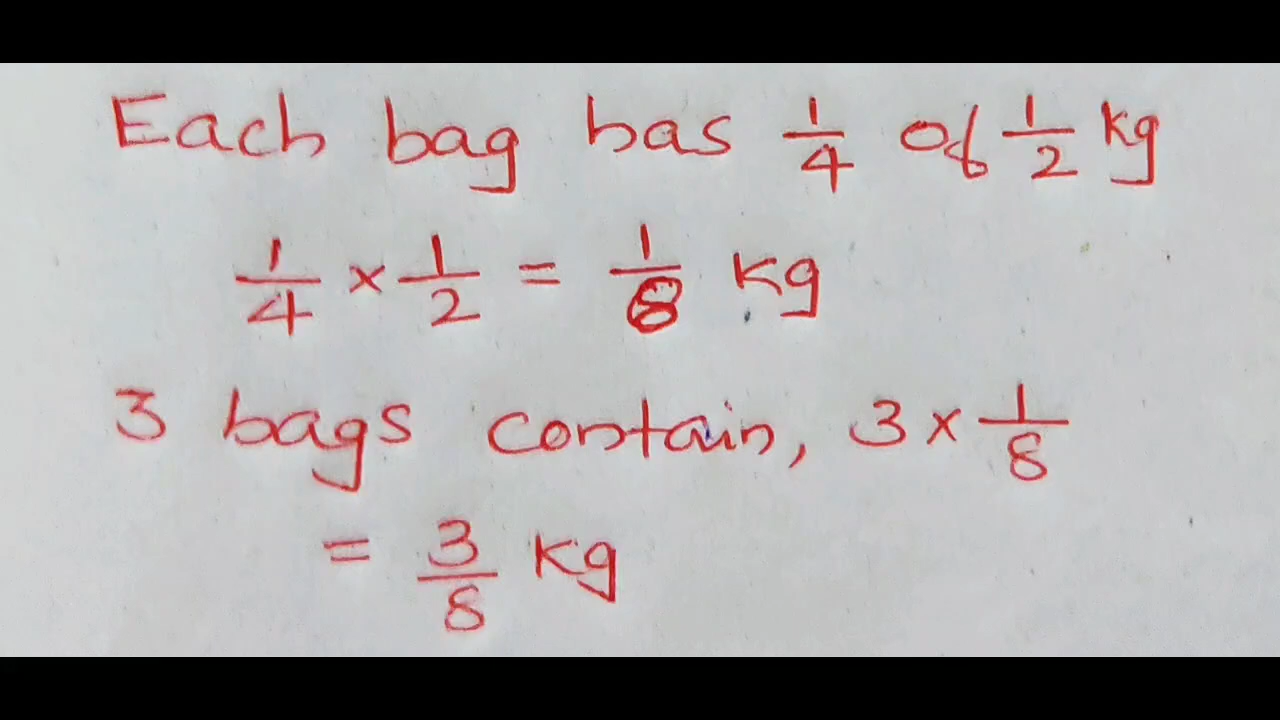 Each bag has 1/4 of 1/2 kg
1/4 × 1/2 = 1/8 kg
3 bags contain, 3 × 1/8
= 3/8 kg